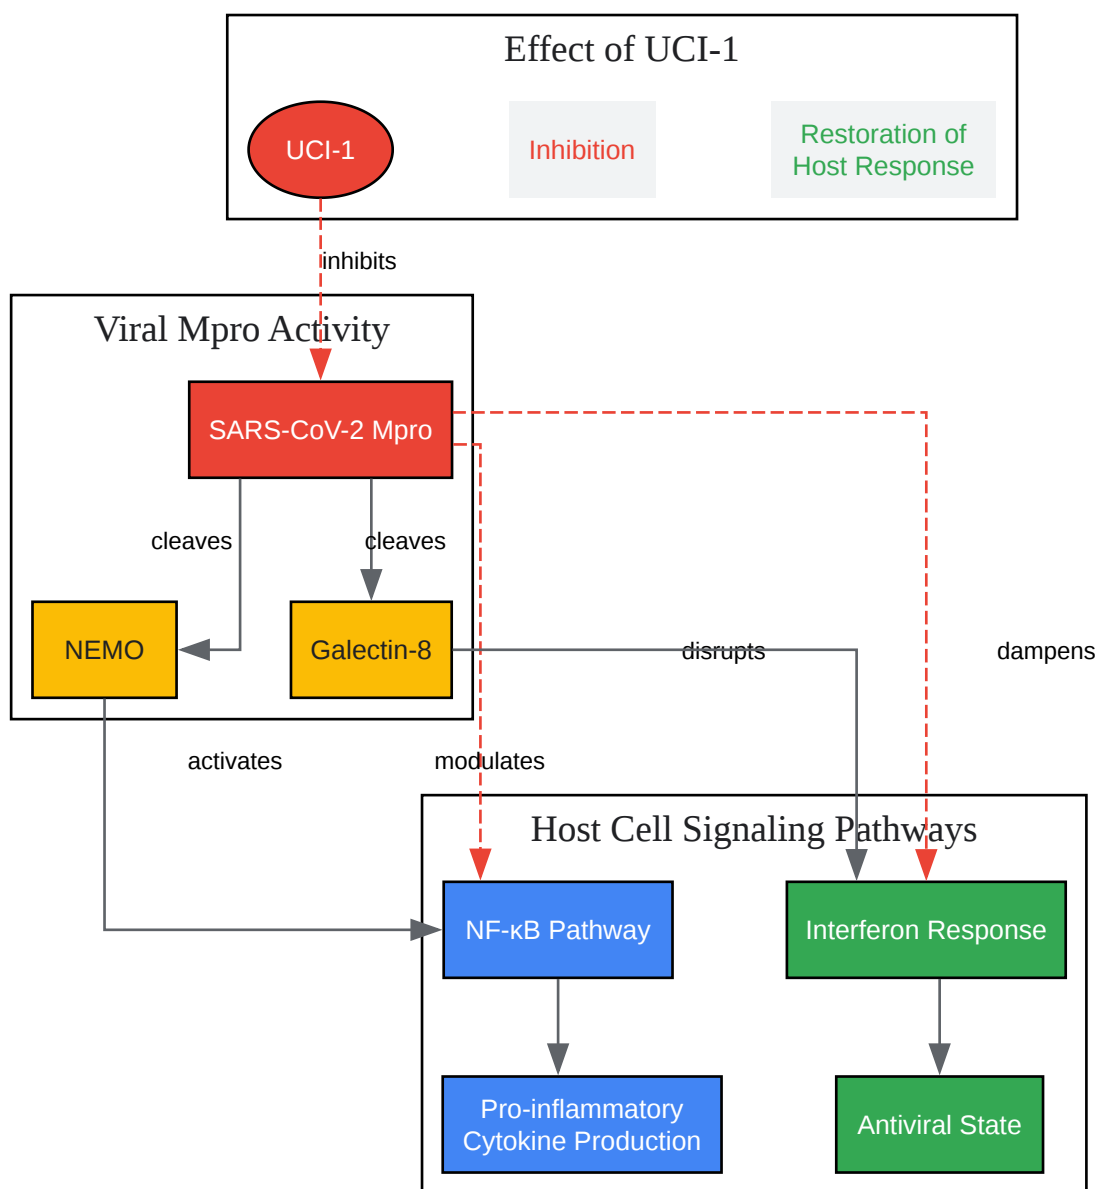 Effect of UCI-1
UCI-1
Inhibition
Restoration of
Host Response
inhibits
Viral Mpro Activity
SARS-CoV-2 Mpro
cleaves
cleaves
NEMO
Galectin-8
disrupts
dampens
activates
modulates
Host Cell Signaling Pathways
NF-κB Pathway
Interferon Response
Pro-inflammatory
Cytokine Production
Antiviral State